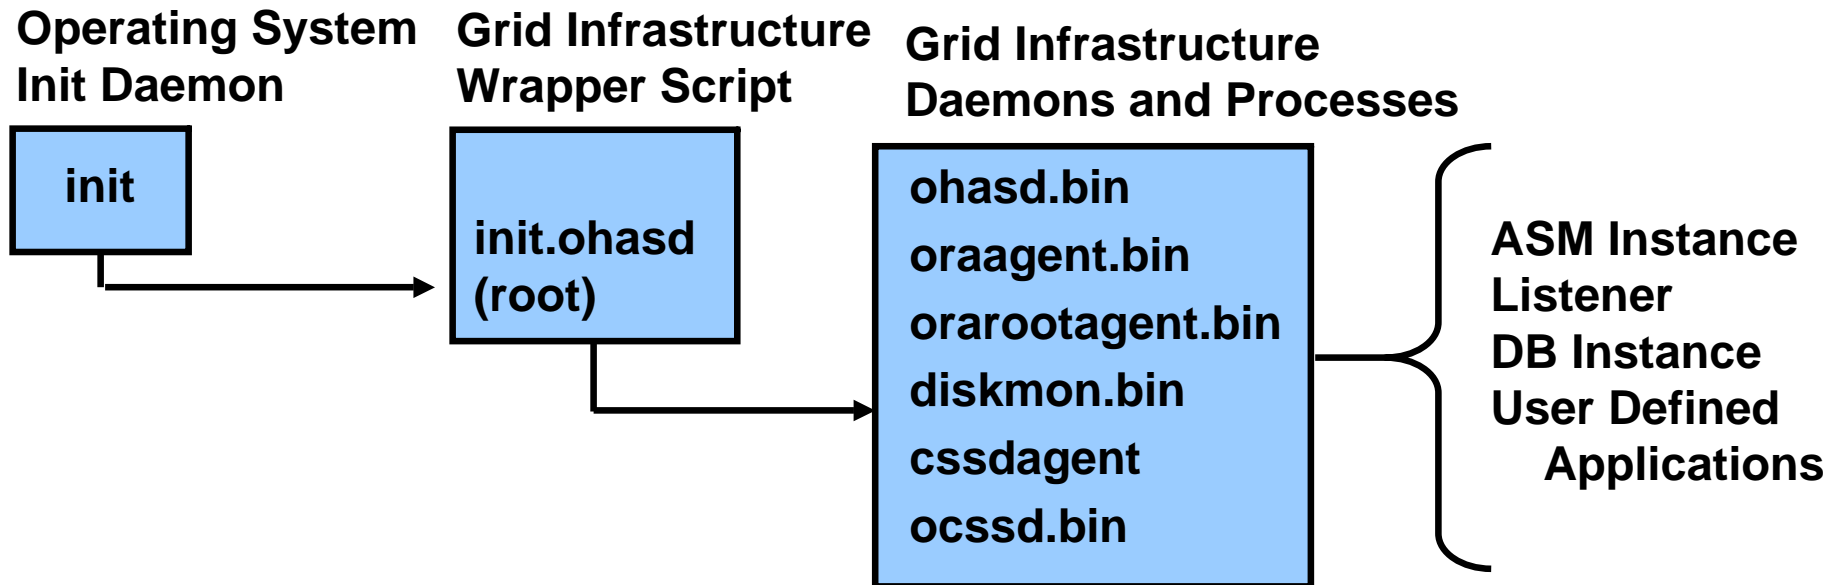 Operating System
Init Daemon
init
Grid Infrastructure
Wrapper Script
init.ohasd
(root)
Grid Infrastructure
Daemons and Processes
ohasd.bin
oraagent.bin
orarootagent.bin
diskmon.bin
cssdagent
ocssd.bin
ASM Instance
Listener
DB Instance
User Defined
Applications